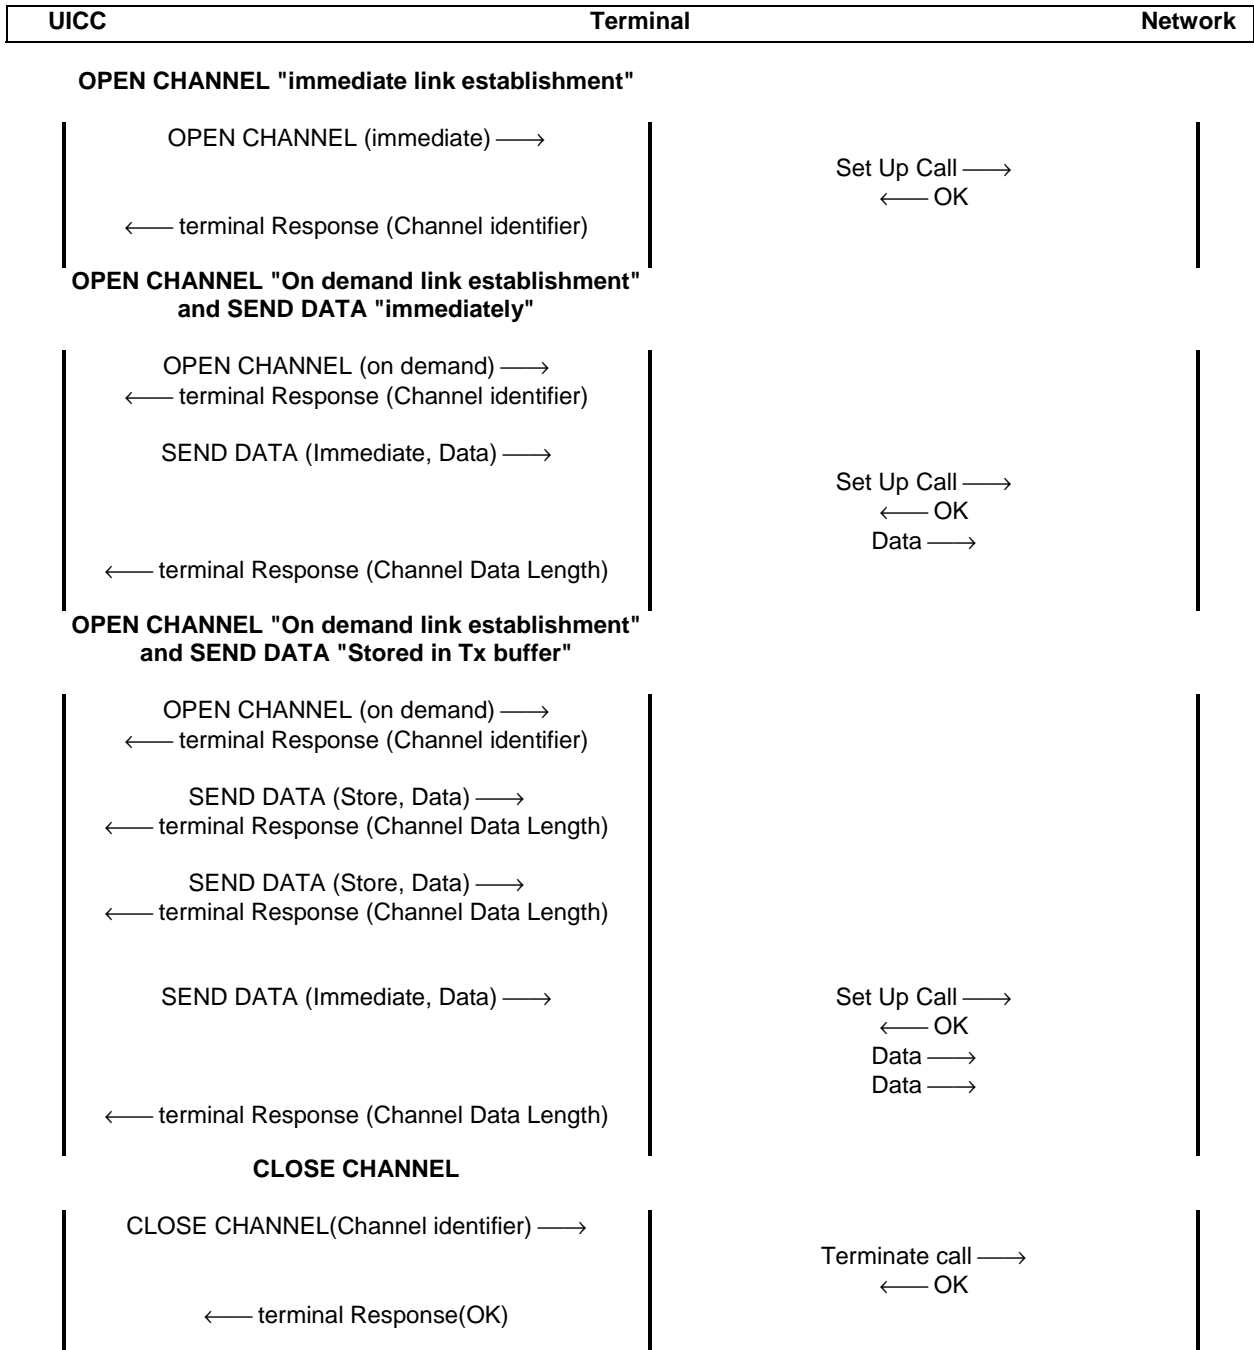 UICC Terminal Network
OPEN CHANNEL "immediate link establishment"
OPEN CHANNEL (immediate) ⟶
Set Up Call ⟶
⟵ OK
⟵ terminal Response (Channel identifier)
OPEN CHANNEL "On demand link establishment"
and SEND DATA "immediately"
OPEN CHANNEL (on demand) ⟶
⟵ terminal Response (Channel identifier)
SEND DATA (Immediate, Data) ⟶
Set Up Call ⟶
⟵ OK
Data ⟶
⟵ terminal Response (Channel Data Length)
OPEN CHANNEL "On demand link establishment"
and SEND DATA "Stored in Tx buffer"
OPEN CHANNEL (on demand) ⟶
⟵ terminal Response (Channel identifier)
SEND DATA (Store, Data) ⟶
⟵ terminal Response (Channel Data Length)
SEND DATA (Store, Data) ⟶
⟵ terminal Response (Channel Data Length)
SEND DATA (Immediate, Data) ⟶ Set Up Call ⟶
⟵ OK
Data ⟶
Data ⟶
⟵ terminal Response (Channel Data Length)
CLOSE CHANNEL
CLOSE CHANNEL(Channel identifier) ⟶
Terminate call ⟶
⟵ OK
⟵ terminal Response(OK)